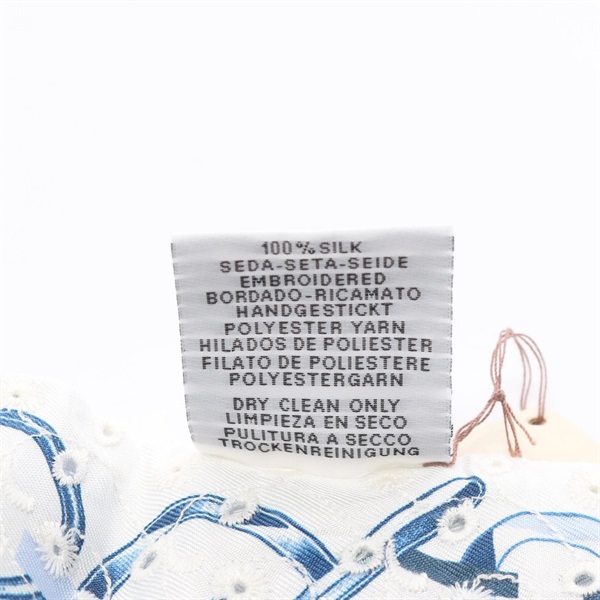 100% SILK
SEDA-SETA-SEIDE
EMBROIDERED
BORDADO-RICAMATO
HANDGESTICKT
POLYESTER YARN
HILADOS DE POLIESTER
FILATO DE POLIESTERE
POLYESTERGARN
DRY CLEAN ONLY
LIMPIEZA EN SECO
PULITURA A SECCO
TROCKENREINIGUNG